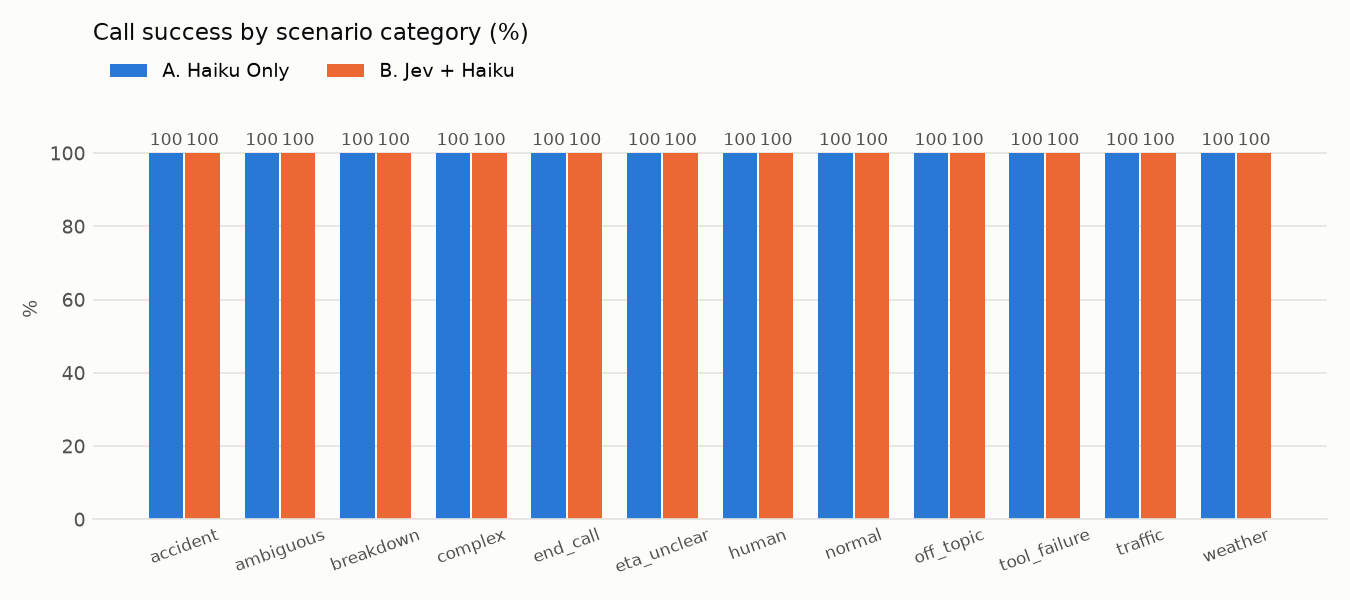 Call success by scenario category (%)
A. Haiku Only B. Jev + Haiku
100 100 100 100 100 100 100 100 100 100 100 100 100 100 100 100 100 100 100 100 100 100 100 100
100
80
60
%
40
20
0
accident ambiguous breakdown complex end_call eta_unclear human normal off_topic tool_failure traffic weather